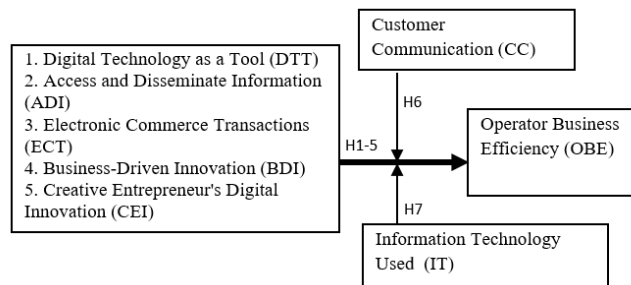 1. Digital Technology as a Tool (DTT)
2. Access and Disseminate Information
(ADI)
3. Electronic Commerce Transactions
(ECT)
4. Business-Driven Innovation (BDI)
5. Creative Entrepreneur's Digital
Innovation (CEI)
Customer
Communication (CC)
H6
H1-5
Operator Business
Efficiency (OBE)
H7
Information Technology
Used (IT)